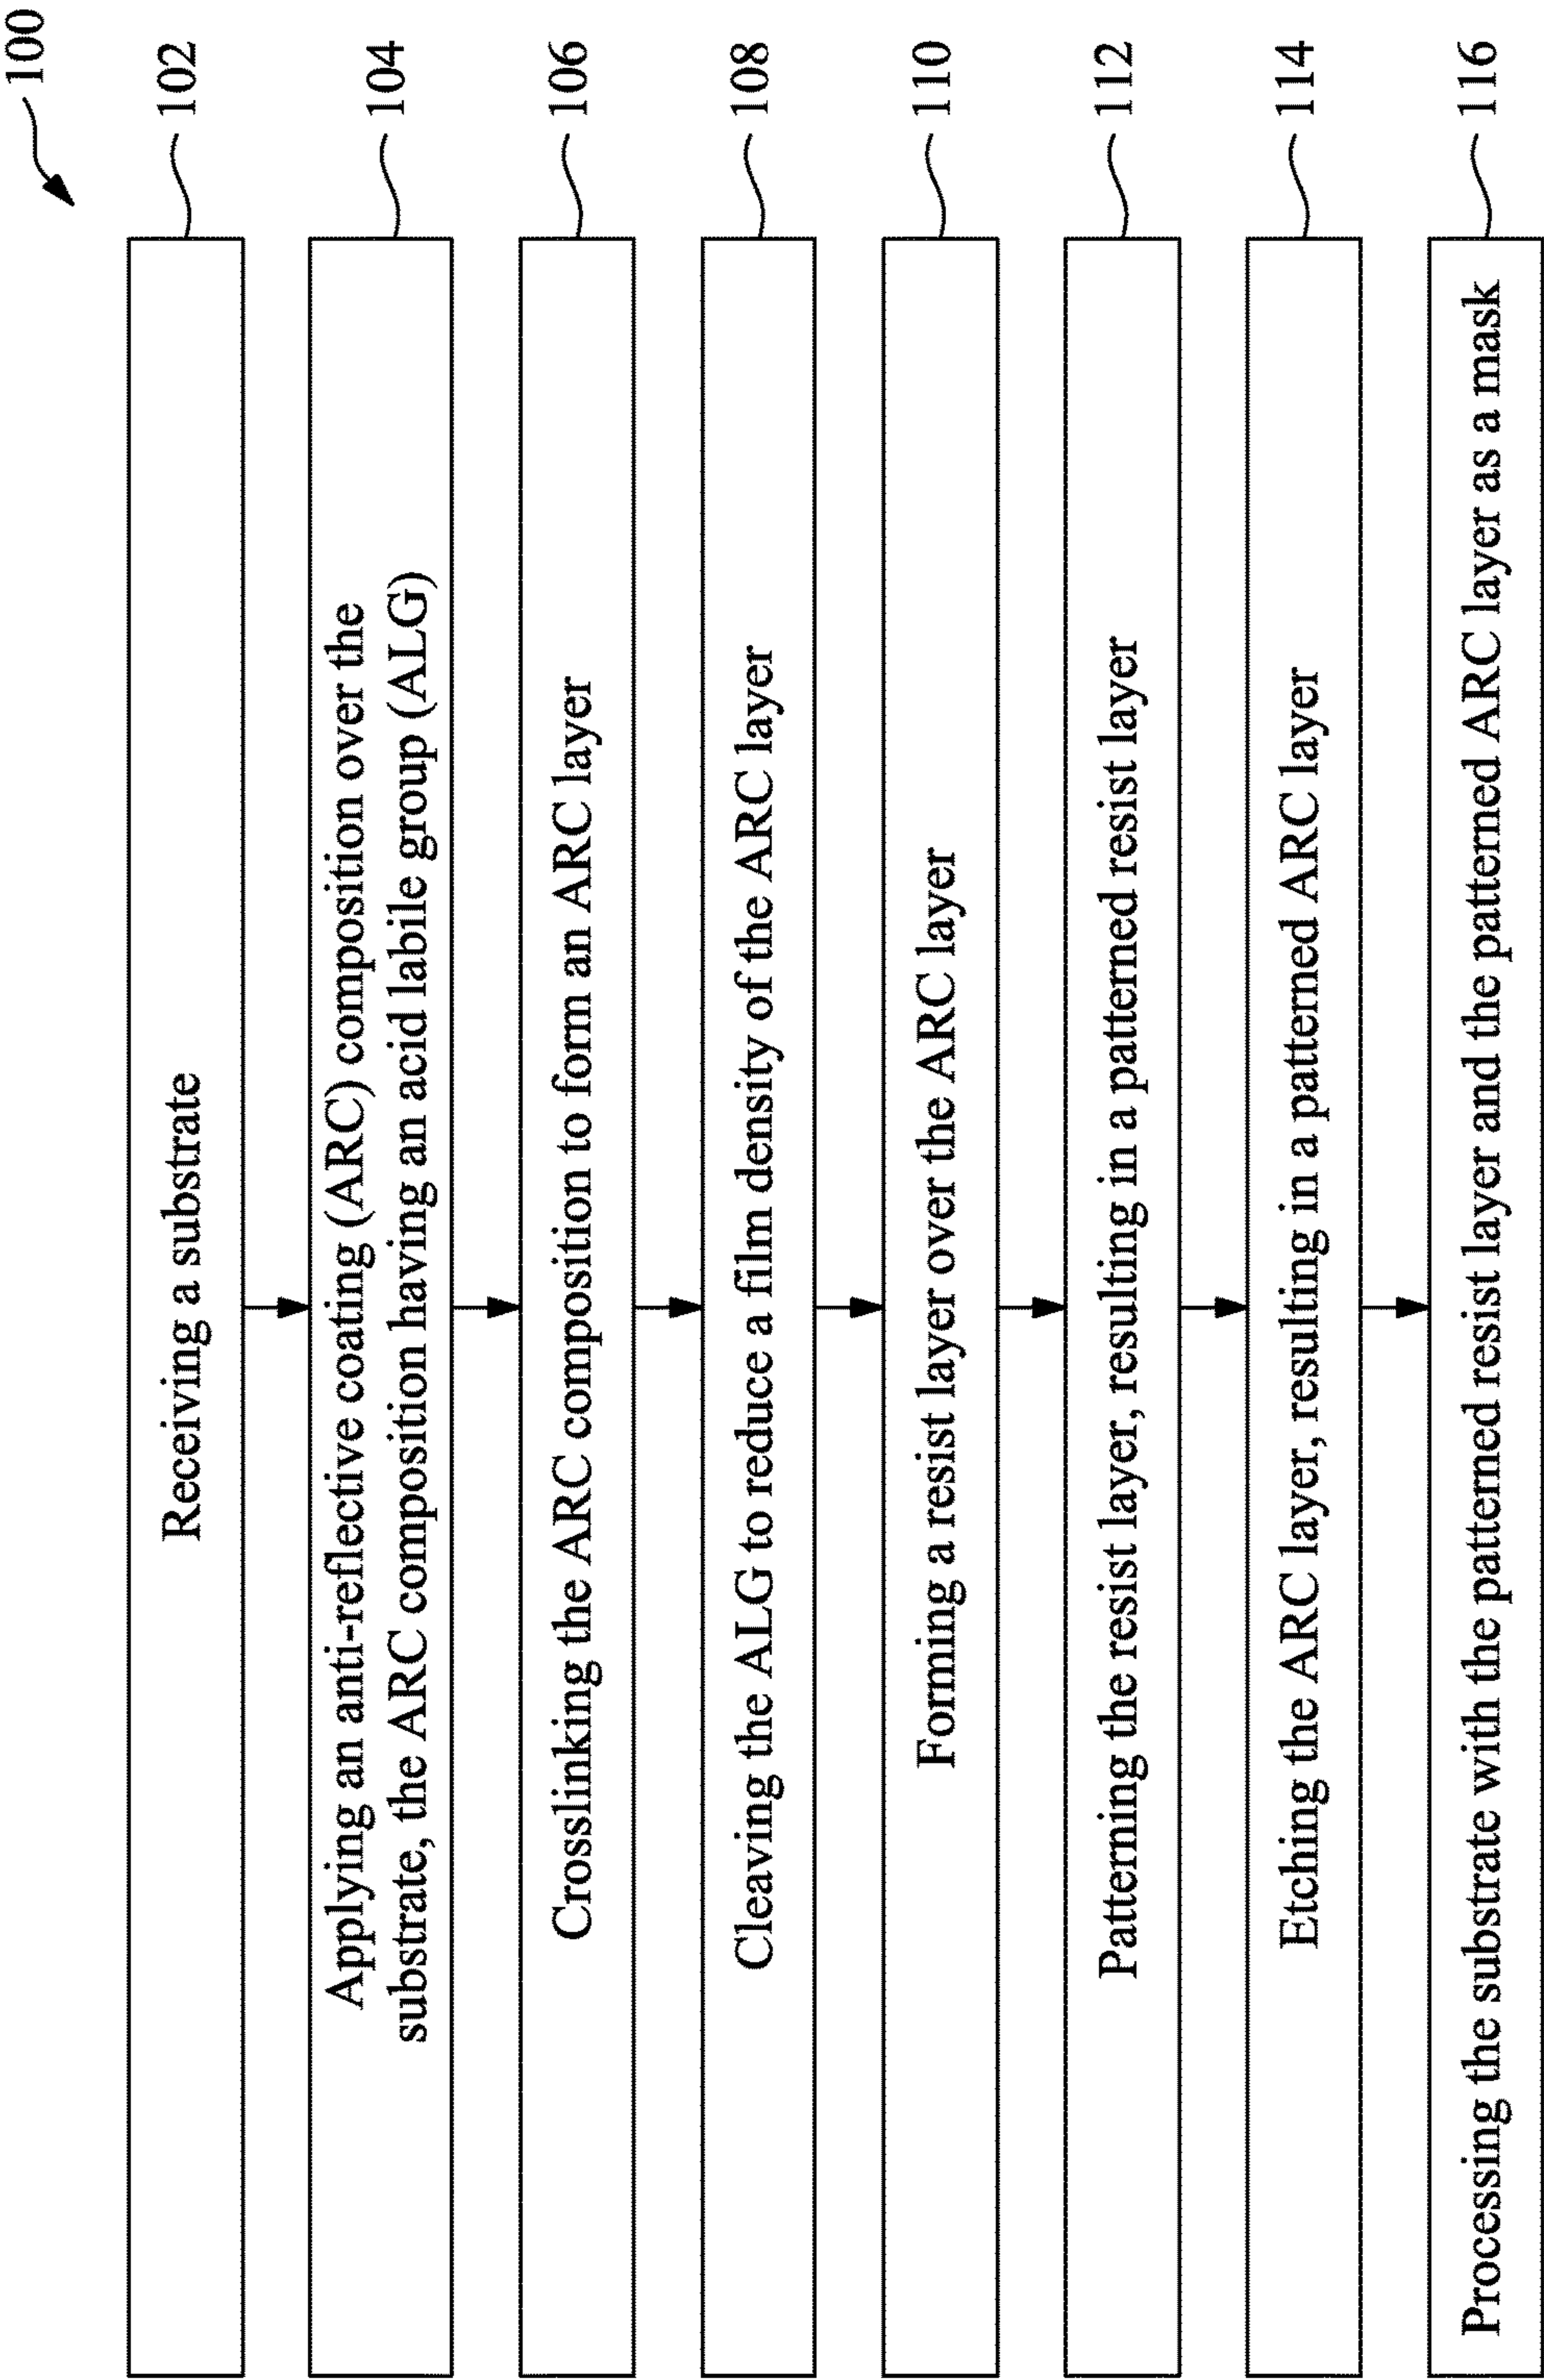 100
Receiving a substrate
102
Applying an anti-reflective coating (ARC) composition over the
substrate, the ARC composition having an acid labile group (ALG)
104
Crosslinking the ARC composition to form an ARC layer
106
Cleaving the ALG to reduce a film density of the ARC layer
108
Forming a resist layer over the ARC layer
110
Patterning the resist layer, resulting in a patterned resist layer
112
Etching the ARC layer, resulting in a patterned ARC layer
114
Processing the substrate with the patterned resist layer and the patterned ARC layer as a mask
116